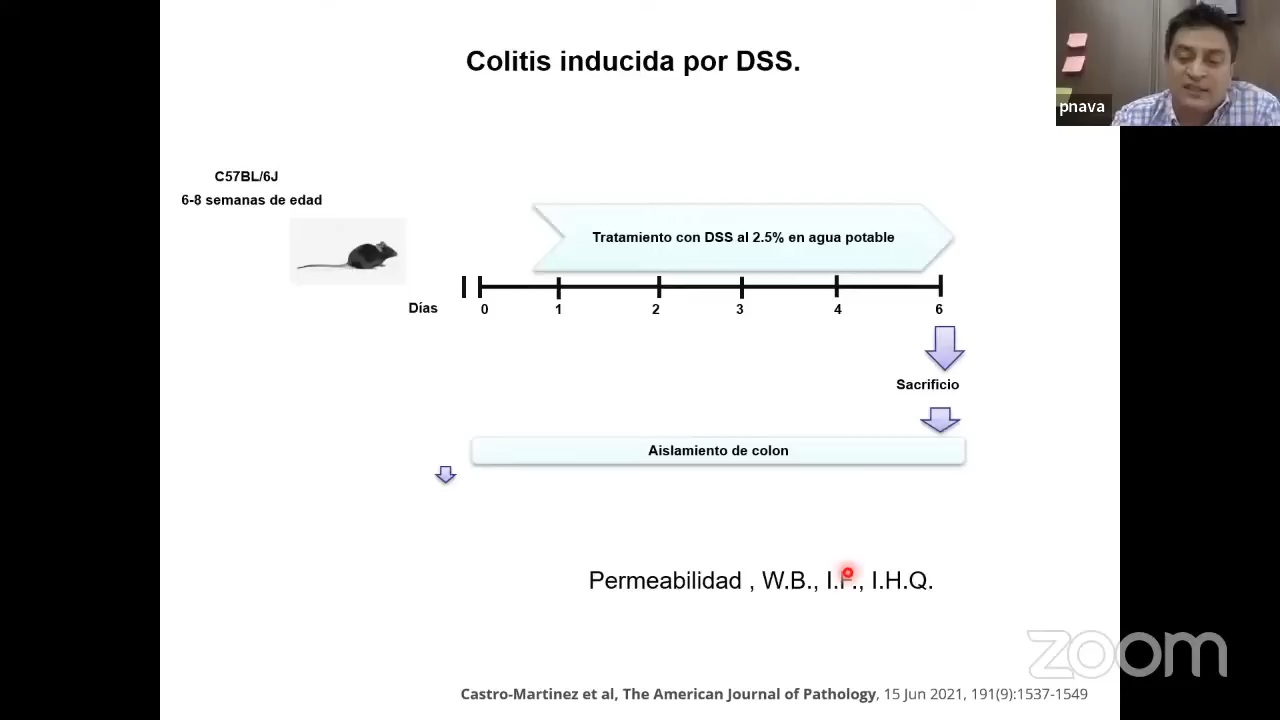 Colitis inducida por DSS.
pnava
C57BL/6J
6-8 semanas de edad
Tratamiento con DSS al 2.5% en agua potable
Días
0 1 2 3 4 6
Sacrificio
Aislamiento de colon
Permeabilidad , W.B., I.F., I.H.Q.
zoom
Castro-Martinez et al, The American Journal of Pathology, 15 Jun 2021, 191(9):1537-1549